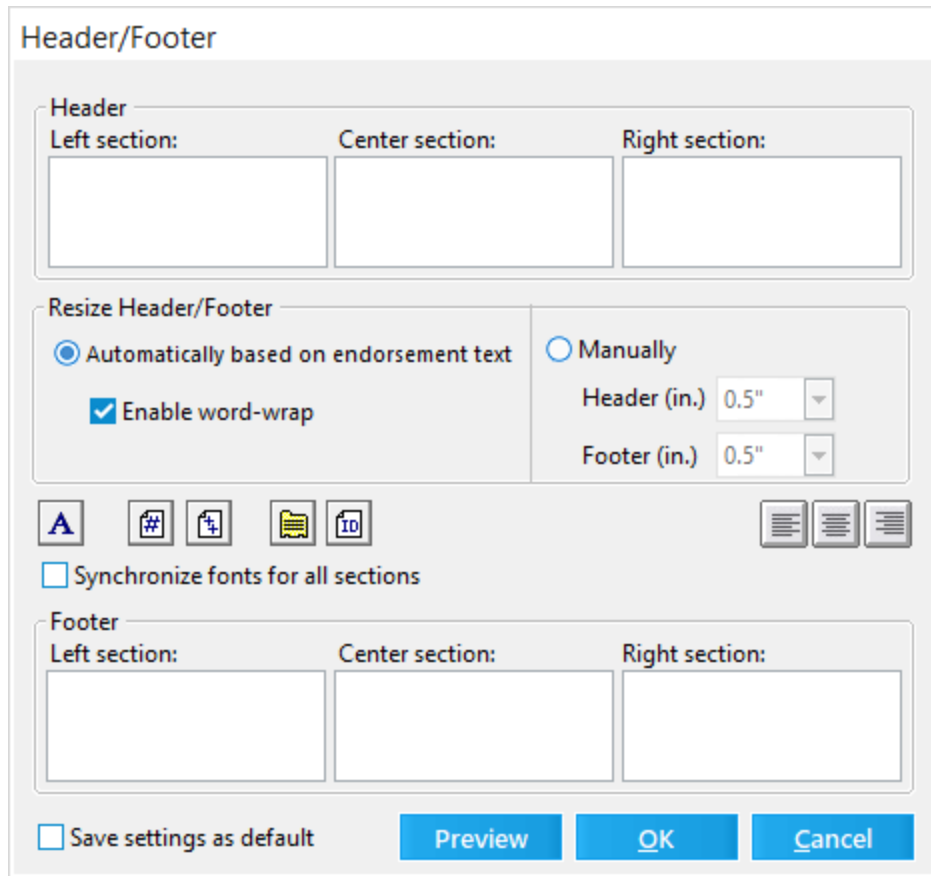 Header/Footer
Header
Left section: Center section: Right section:
Resize Header/Footer
Automatically based on endorsement text
Enable word-wrap
Manually
Header (in.) 0.5"
Footer (in.) 0.5"
A # ID
Synchronize fonts for all sections
Footer
Left section: Center section: Right section:
Save settings as default Preview OK Cancel